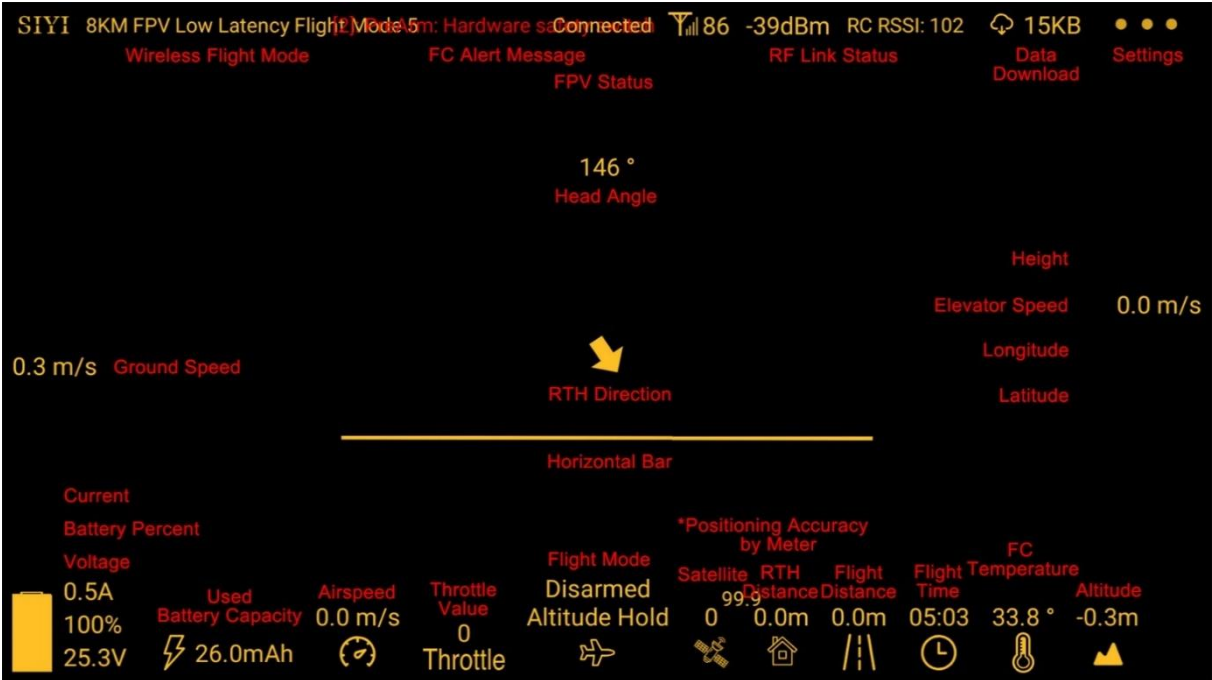 SIYI 8KM FPV Low Latency Flight Mode 5 Connected 86 -39dBm RC RSSI: 102 15KB
Wireless Flight Mode FC Alert Message RF Link Status Data Download Settings
FPV Status
146 °
Head Angle
Height
Elevator Speed 0.0 m/s
Longitude
0.3 m/s Ground Speed
RTH Direction
Latitude
Horizontal Bar
Current
Battery Percent
Voltage
*Positioning Accuracy
by Meter
0.5A
100%
25.3V
Used
Battery Capacity
26.0mAh
Airspeed
0.0 m/s
Throttle
Value
0
Throttle
Flight Mode
Disarmed
Altitude Hold
Satellite
0
99.9
RTH
Distance
0.0m
Flight
Distance
0.0m
Flight
Time
05:03
FC
Temperature
33.8 °
Altitude
-0.3m